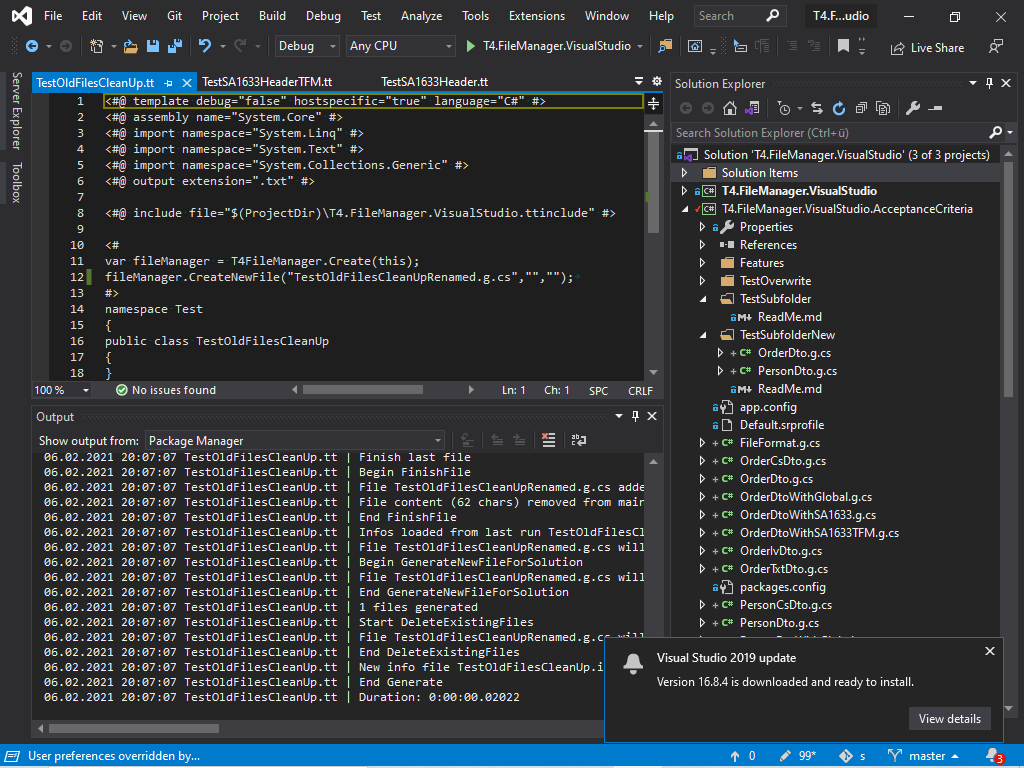 File Edit View Git Project Build Debug Test Analyze Tools Extensions Window Help Search T4.F...udio
Debug Any CPU T4.FileManager.VisualStudio Live Share
Server Explorer
Toolbox
TestOldFilesCleanUp.tt TestSA1633HeaderTFM.tt TestSA1633Header.tt
1 <#@ template debug="false" hostspecific="true" language="C#" #>
2 <#@ assembly name="System.Core" #>
3 <#@ import namespace="System.Linq" #>
4 <#@ import namespace="System.Text" #>
5 <#@ import namespace="System.Collections.Generic" #>
6 <#@ output extension=".txt" #>
7
8 <#@ include file="$(ProjectDir)\T4.FileManager.VisualStudio.ttinclude" #>
9
10 <#
11 var fileManager = T4FileManager.Create(this);
12 fileManager.CreateNewFile("TestOldFilesCleanUpRenamed.g.cs","","");
13 #>
14 namespace Test
15 {
16 public class TestOldFilesCleanUp
17 {
18 }
100 % No issues found Ln: 1 Ch: 1 SPC CRLF
Output
Show output from: Package Manager
06.02.2021 20:07:07 TestOldFilesCleanUp.tt | Finish last file
06.02.2021 20:07:07 TestOldFilesCleanUp.tt | Begin FinishFile
06.02.2021 20:07:07 TestOldFilesCleanUp.tt | File TestOldFilesCleanUpRenamed.g.cs adde
06.02.2021 20:07:07 TestOldFilesCleanUp.tt | File content (62 chars) removed from main
06.02.2021 20:07:07 TestOldFilesCleanUp.tt | End FinishFile
06.02.2021 20:07:07 TestOldFilesCleanUp.tt | Infos loaded from last run TestOldFilesCl
06.02.2021 20:07:07 TestOldFilesCleanUp.tt | File TestOldFilesCleanUpRenamed.g.cs will
06.02.2021 20:07:07 TestOldFilesCleanUp.tt | Begin GenerateNewFileForSolution
06.02.2021 20:07:07 TestOldFilesCleanUp.tt | File TestOldFilesCleanUpRenamed.g.cs will
06.02.2021 20:07:07 TestOldFilesCleanUp.tt | End GenerateNewFileForSolution
06.02.2021 20:07:07 TestOldFilesCleanUp.tt | 1 files generated
06.02.2021 20:07:07 TestOldFilesCleanUp.tt | Start DeleteExistingFiles
06.02.2021 20:07:07 TestOldFilesCleanUp.tt | File TestOldFilesCleanUpRenamed.g.cs will
06.02.2021 20:07:07 TestOldFilesCleanUp.tt | End DeleteExistingFiles
06.02.2021 20:07:07 TestOldFilesCleanUp.tt | New info file TestOldFilesCleanUp.i
06.02.2021 20:07:07 TestOldFilesCleanUp.tt | End Generate
06.02.2021 20:07:07 TestOldFilesCleanUp.tt | Duration: 0:00:00.02022
Solution Explorer
Search Solution Explorer (Ctrl+ü)
Solution 'T4.FileManager.VisualStudio' (3 of 3 projects)
Solution Items
C# T4.FileManager.VisualStudio
C# T4.FileManager.VisualStudio.AcceptanceCriteria
Properties
References
Features
TestOverwrite
TestSubfolder
M+ ReadMe.md
TestSubfolderNew
+ C# OrderDto.g.cs
+ C# PersonDto.g.cs
M+ ReadMe.md
app.config
Default.srprofile
+ C# FileFormat.g.cs
+ C# OrderCsDto.g.cs
+ C# OrderDto.g.cs
+ C# OrderDtoWithGlobal.g.cs
+ C# OrderDtoWithSA1633.g.cs
+ C# OrderDtoWithSA1633TFM.g.cs
+ C# OrderIvDto.g.cs
+ C# OrderTxtDto.g.cs
packages.config
+ C# PersonCsDto.g.cs
+ C# PersonDto.g.cs
Visual Studio 2019 update
Version 16.8.4 is downloaded and ready to install.
View details
User preferences overridden by... 0 99* s master 3